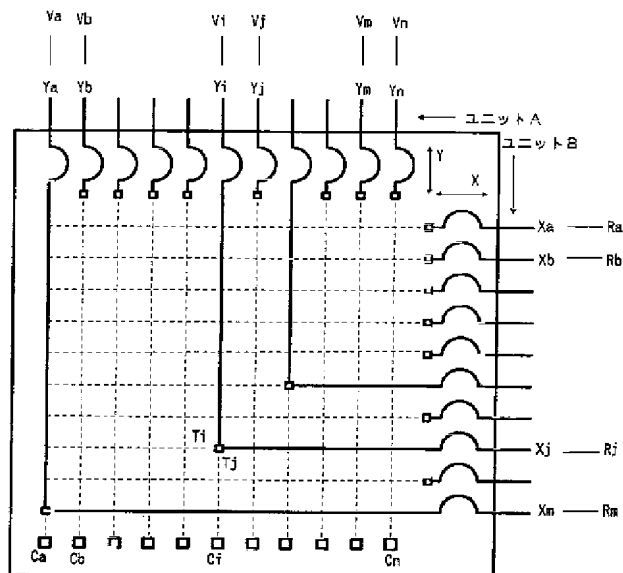 Va Vb Vi Vj Vm Vn
Ya Yb Yi Yj Ym Yn
ユニットA
ユニットB
Y
X
Xa Ra
Xb Rb
Ti
Tj
Xj Rj
Xm Rm
Ca Cb Ci Cn